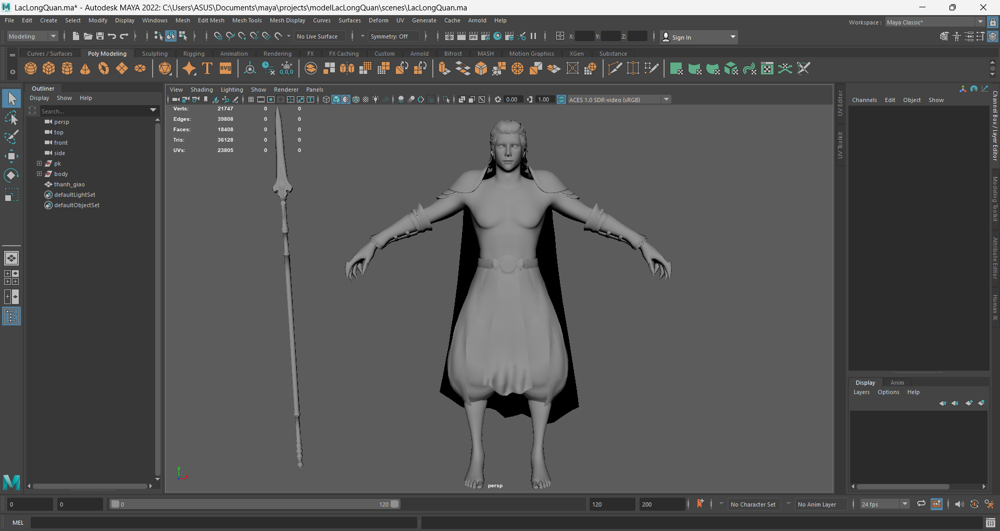 LacLongQuan.ma* - Autodesk MAYA 2022: C:\Users\ASUS\Documents\maya\projects\modelLacLongQuan\scenes\LacLongQuan.ma
File Edit Create Select Modify Display Windows Mesh Edit Mesh Mesh Tools Mesh Display Curves Surfaces Deform UV Generate Cache Arnold Help
Workspace : Maya Classic*
Modeling
No Live Surface
Symmetry: Off
IPR
X: Y: Z:
Sign In
Curves / Surfaces Poly Modeling Sculpting Rigging Animation Rendering FX FX Caching Custom Arnold Bifrost MASH Motion Graphics XGen Substance
T
SVG
0,0,0
Outliner
Display Show Help
Search...
persp
top
front
side
pk
body
thanh_giao
defaultLightSet
defaultObjectSet
View Shading Lighting Show Renderer Panels
0.00
1.00
ON
ACES 1.0 SDR-video (sRGB)
Verts: 21747 0 0
Edges: 39808 0 0
Faces: 18408 0 0
Tris: 36128 0 0
UVs: 23805 0 0
y
x
persp
UV Editor
UV Toolkit
Channels Edit Object Show
Channel Box / Layer Editor
Modeling Toolkit
Attribute Editor
Human IK
Display Anim
Layers Options Help
0
0
0
120
120
200
No Character Set
No Anim Layer
24 fps
MEL